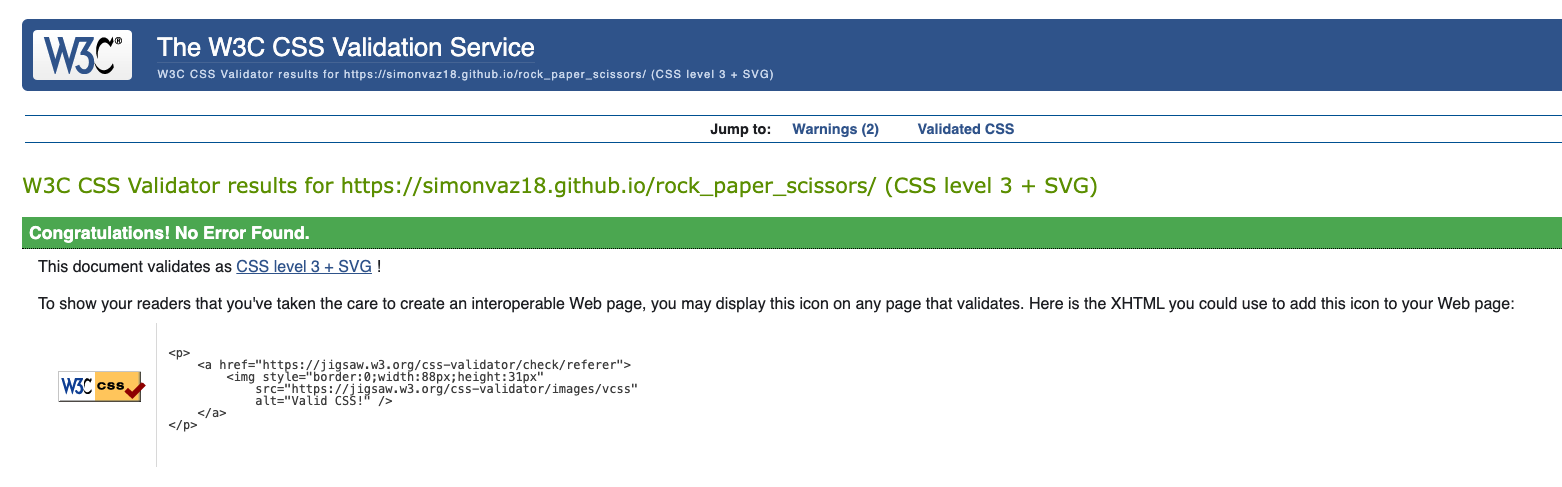 W3C®
The W3C CSS Validation Service
W3C CSS Validator results for https://simonvaz18.github.io/rock_paper_scissors/ (CSS level 3 + SVG)
Jump to: Warnings (2) Validated CSS
W3C CSS Validator results for https://simonvaz18.github.io/rock_paper_scissors/ (CSS level 3 + SVG)
Congratulations! No Error Found.
This document validates as CSS level 3 + SVG !
To show your readers that you've taken the care to create an interoperable Web page, you may display this icon on any page that validates. Here is the XHTML you could use to add this icon to your Web page:
W3C css
<p>
    <a href="https://jigsaw.w3.org/css-validator/check/referer">
        <img style="border:0;width:88px;height:31px"
            src="https://jigsaw.w3.org/css-validator/images/vcss"
            alt="Valid CSS!" />
    </a>
</p>